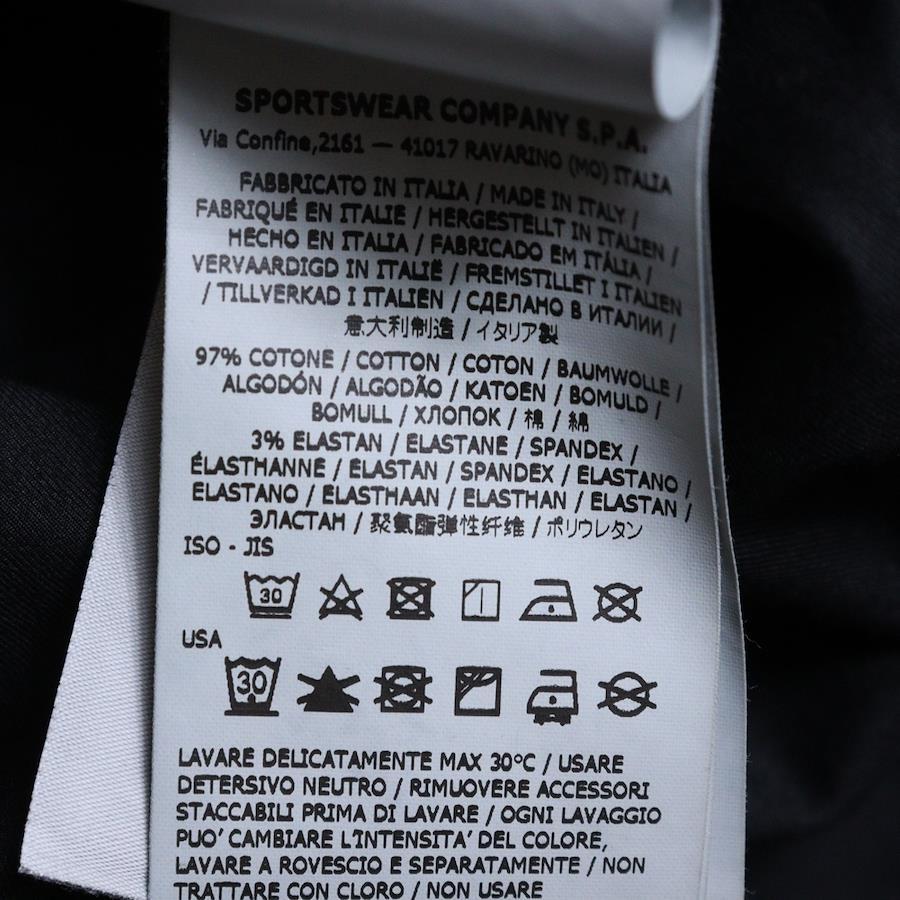 SPORTSWEAR COMPANY S.P.A.
Via Confine,2161 — 41017 RAVARINO (MO) ITALIA
FABBRICATO IN ITALIA / MADE IN ITALY /
FABRIQUÉ EN ITALIE / HERGESTELLT IN ITALIEN /
HECHO EN ITALIA / FABRICADO EM ITÁLIA /
VERVAARDIGD IN ITALIË / FREMSTILLET I ITALIEN
/ TILLVERKAD I ITALIEN / СДЕЛАНО В ИТАЛИИ /
意大利制造 / イタリア製
97% COTONE / COTTON / COTON / BAUMWOLLE /
ALGODÓN / ALGODÃO / KATOEN / BOMULD /
BOMULL / ХЛОПОК / 棉 / 綿
3% ELASTAN / ELASTANE / SPANDEX /
ÉLASTHANNE / ELASTAN / SPANDEX / ELASTANO /
ELASTANO / ELASTHAAN / ELASTHAN / ELASTAN /
ЭЛАСТАН / 聚氨酯弹性纤维 / ポリウレタン
ISO - JIS
30
USA
30
LAVARE DELICATAMENTE MAX 30°C / USARE
DETERSIVO NEUTRO / RIMUOVERE ACCESSORI
STACCABILI PRIMA DI LAVARE / OGNI LAVAGGIO
PUO' CAMBIARE L'INTENSITA' DEL COLORE,
LAVARE A ROVESCIO E SEPARATAMENTE / NON
TRATTARE CON CLORO / NON USARE